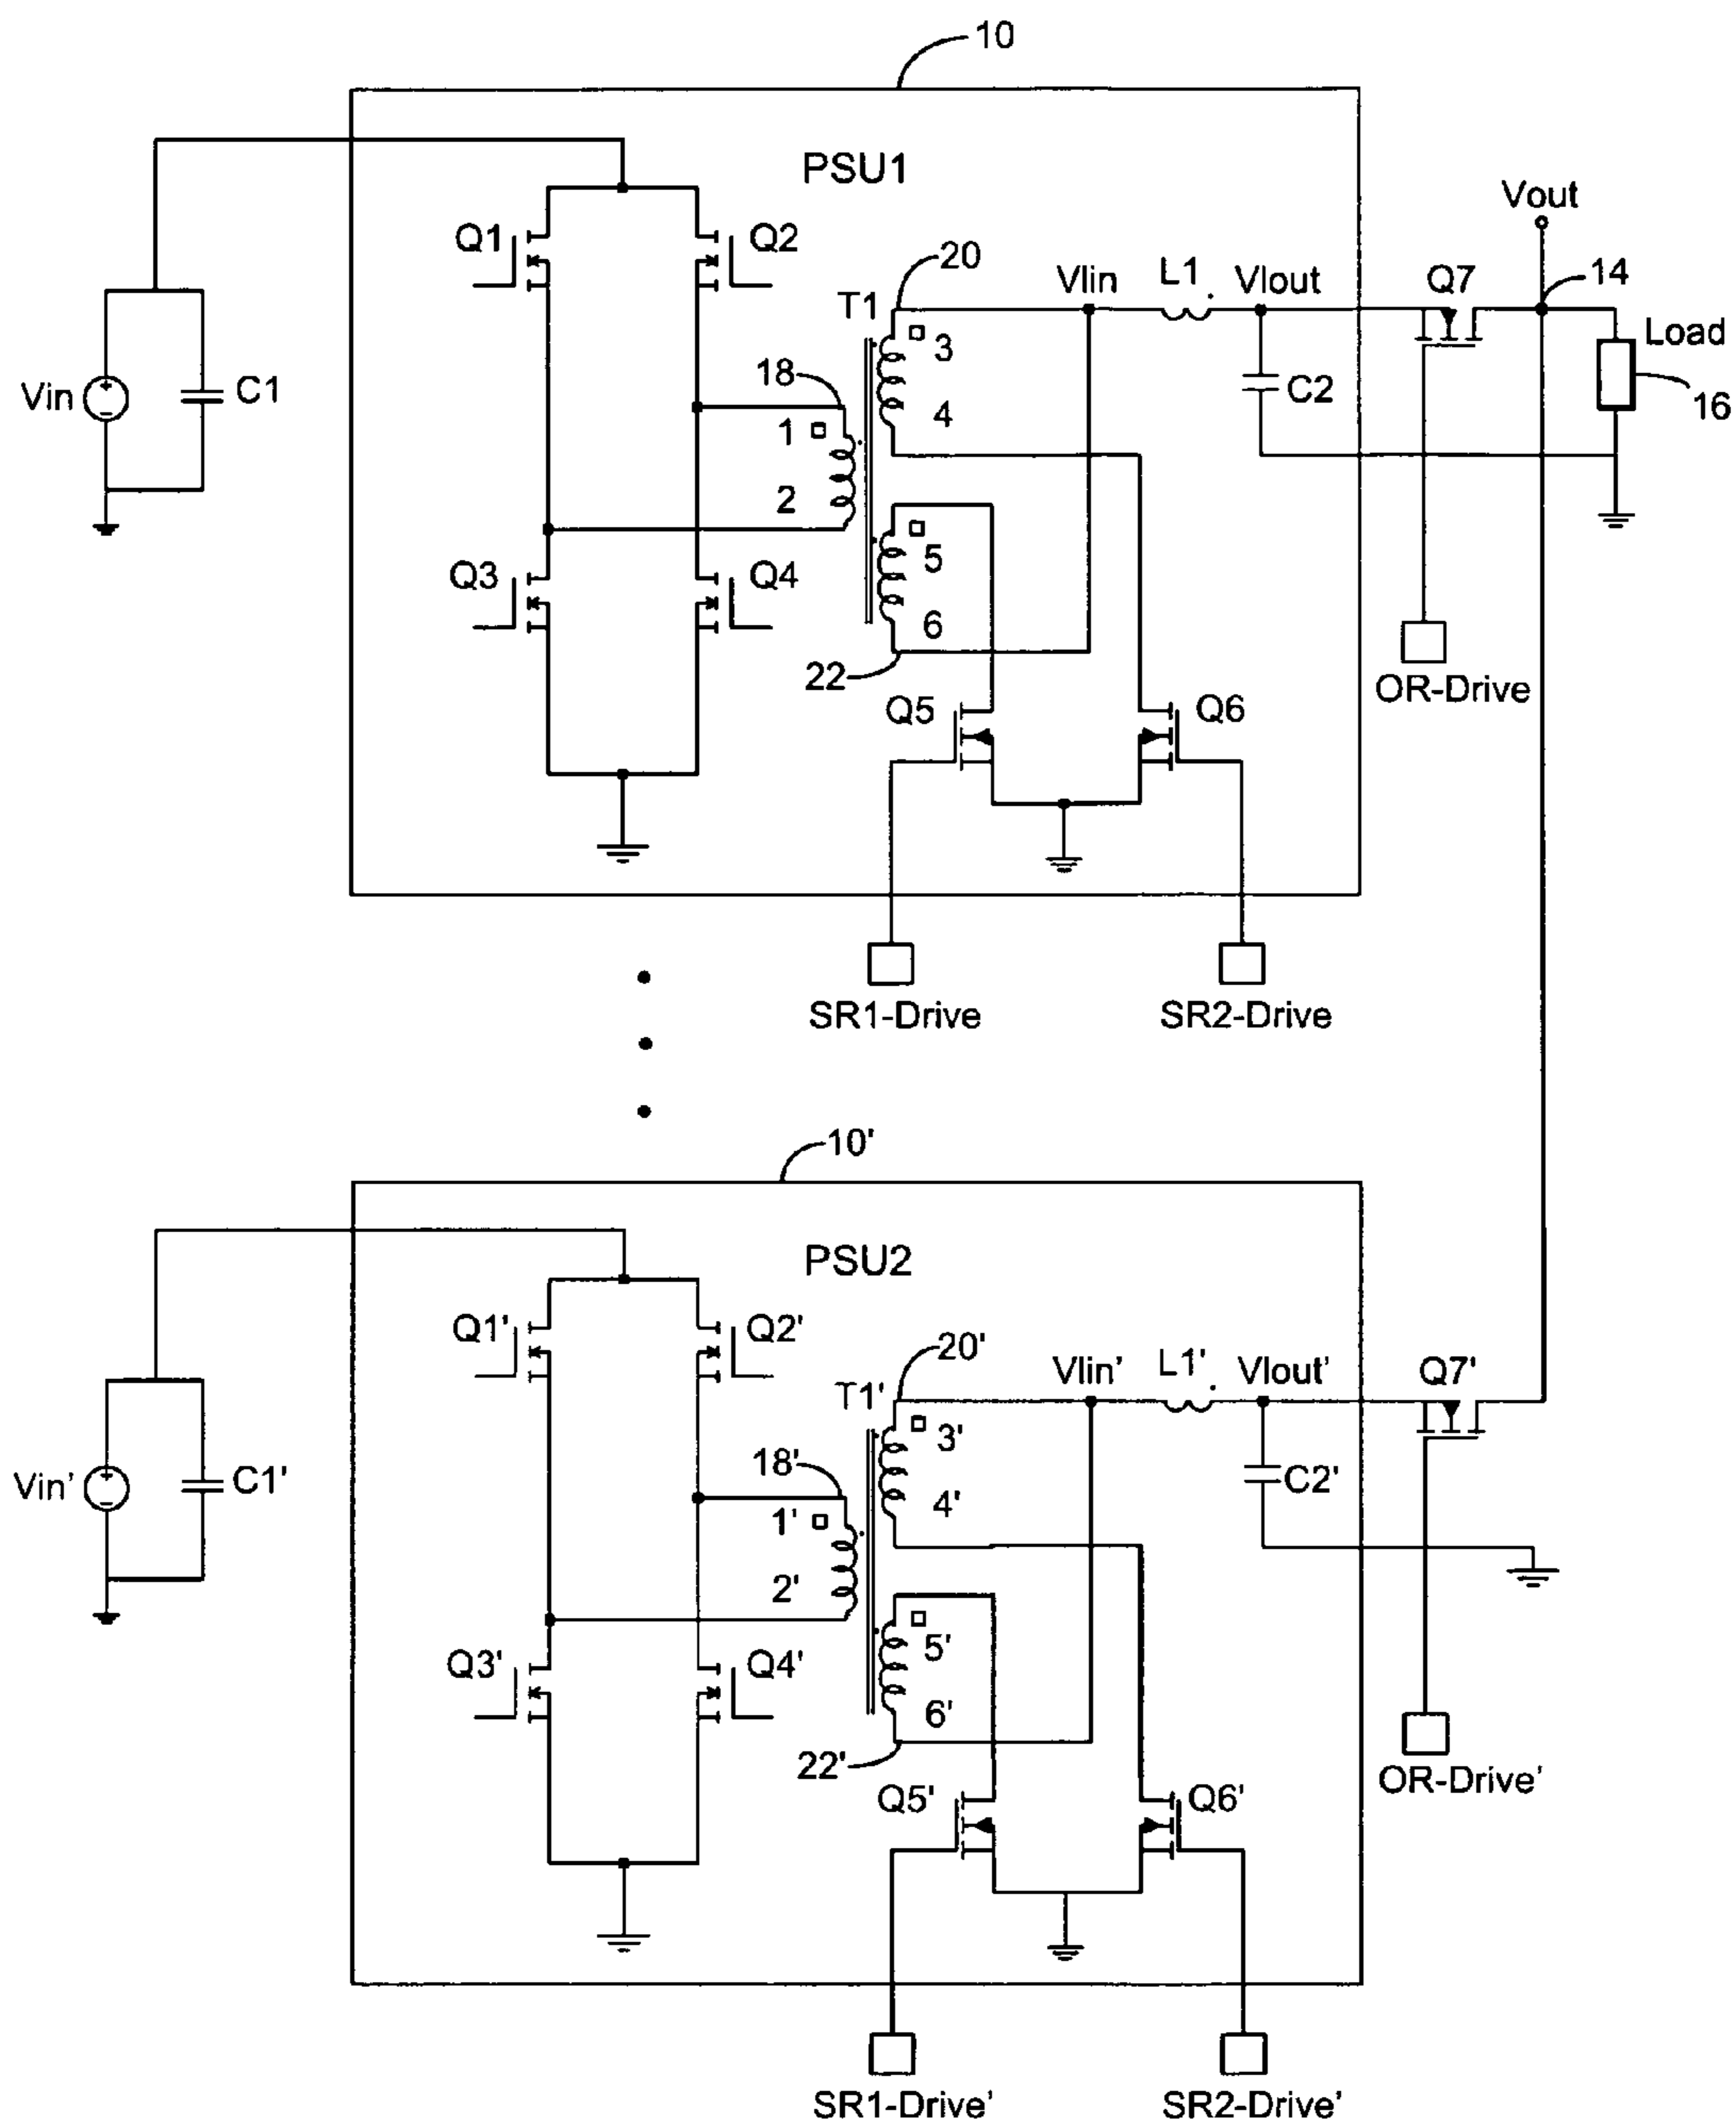 10
PSU1
Vout
Q1
Q2
20
Vlin
L1
Vlout
Q7
14
T1
3
Load
Vin
C1
18
1
4
C2
16
2
5
Q3
Q4
6
22
OR-Drive
Q5
Q6
SR1-Drive
SR2-Drive
10'
PSU2
Q1'
Q2'
20'
Vlin'
L1'
Vlout'
Q7'
T1'
3'
Vin'
C1'
18'
1'
4'
C2'
2'
5'
Q3'
Q4'
6'
22'
OR-Drive'
Q5'
Q6'
SR1-Drive'
SR2-Drive'